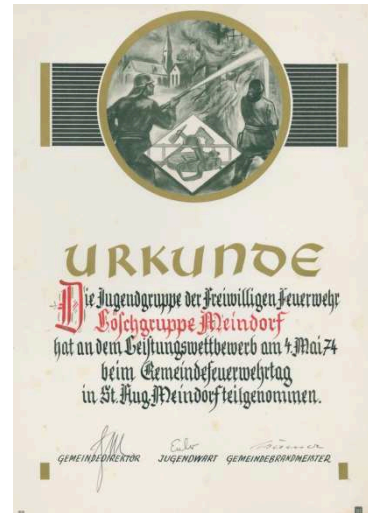 URKUNDE
Die Jugendgruppe der Freiwilligen Feuerwehr
Löschgruppe Meindorf
hat an dem Leistungswettbewerb am 4. Mai 74
beim Gemeindefeuerwehrtag
in St. Aug. Meindorf teilgenommen.
GEMEINDEDIREKTOR JUGENDWART GEMEINDEBRANDMEISTER